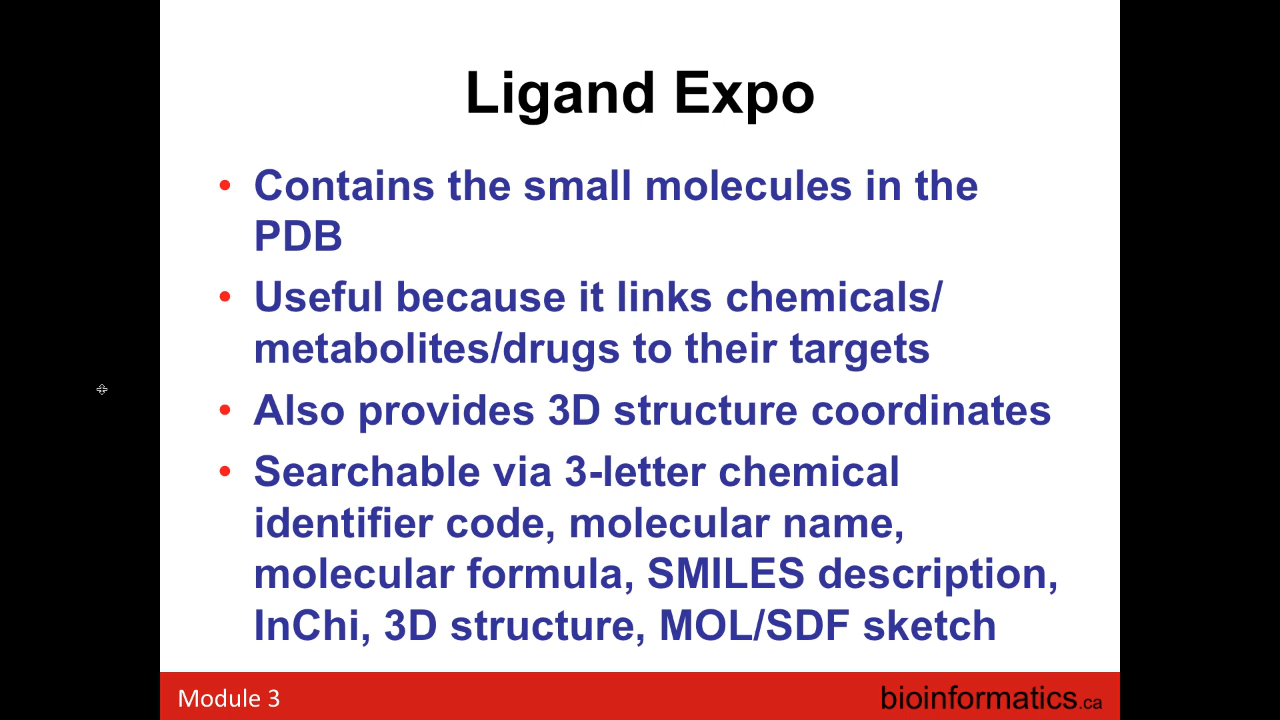 Ligand Expo
• Contains the small molecules in the
PDB
• Useful because it links chemicals/
metabolites/drugs to their targets
• Also provides 3D structure coordinates
• Searchable via 3-letter chemical
identifier code, molecular name,
molecular formula, SMILES description,
InChi, 3D structure, MOL/SDF sketch
Module 3
bioinformatics.ca